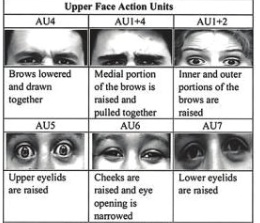 Upper Face Action Units
AU4
AU1+4
AU1+2
Brows lowered
and drawn
together
Medial portion
of the brows is
raised and
pulled together
Inner and outer
portions of the
brows are
raised
AU5
AU6
AU7
Upper eyelids
are raised
Cheeks are
raised and eye
opening is
narrowed
Lower eyelids
are raised